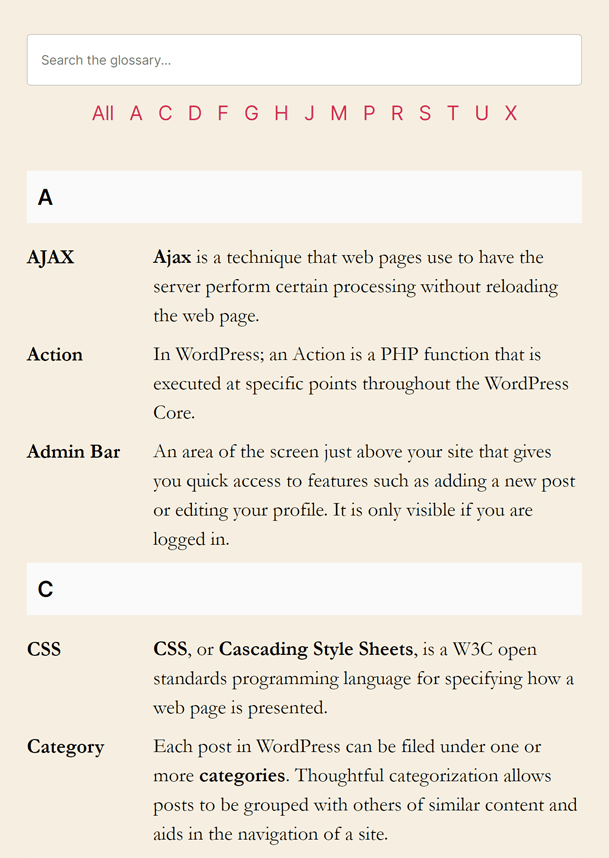 Search the glossary...
All A C D F G H J M P R S T U X
A
AJAX
Ajax is a technique that web pages use to have the
server perform certain processing without reloading
the web page.
Action
In WordPress; an Action is a PHP function that is
executed at specific points throughout the WordPress
Core.
Admin Bar
An area of the screen just above your site that gives
you quick access to features such as adding a new post
or editing your profile. It is only visible if you are
logged in.
C
CSS
CSS, or Cascading Style Sheets, is a W3C open
standards programming language for specifying how a
web page is presented.
Category
Each post in WordPress can be filed under one or
more categories. Thoughtful categorization allows
posts to be grouped with others of similar content and
aids in the navigation of a site.